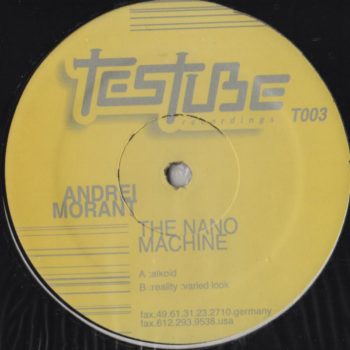 TESTUBE
recordings
T003
ANDREI
MORANT
THE NANO
MACHINE
A :aikoid
B :reality :varied look
fax.49.61.31.23.2710.germany
fax.612.293.9538.usa